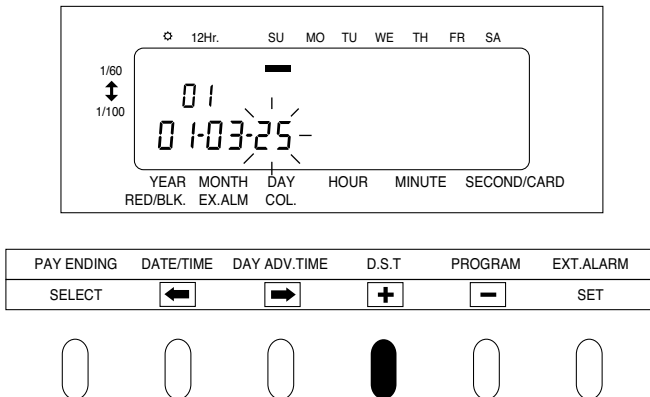 12Hr. SU MO TU WE TH FR SA
1/60
1/100
01
01-03-25
YEAR MONTH DAY HOUR MINUTE SECOND/CARD
RED/BLK. EX.ALM COL.
PAY ENDING DATE/TIME DAY ADV.TIME D.S.T PROGRAM EXT.ALARM
SELECT + − SET